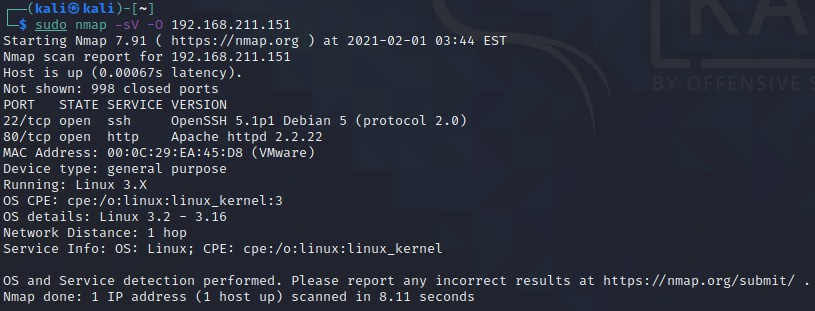 ┌──(kali㉿kali)-[~]
└─$ sudo nmap -sV -O 192.168.211.151
Starting Nmap 7.91 ( https://nmap.org ) at 2021-02-01 03:44 EST
Nmap scan report for 192.168.211.151
Host is up (0.00067s latency).
Not shown: 998 closed ports
PORT   STATE SERVICE VERSION
22/tcp open  ssh     OpenSSH 5.1p1 Debian 5 (protocol 2.0)
80/tcp open  http    Apache httpd 2.2.22
MAC Address: 00:0C:29:EA:45:D8 (VMware)
Device type: general purpose
Running: Linux 3.X
OS CPE: cpe:/o:linux:linux_kernel:3
OS details: Linux 3.2 - 3.16
Network Distance: 1 hop
Service Info: OS: Linux; CPE: cpe:/o:linux:linux_kernel

OS and Service detection performed. Please report any incorrect results at https://nmap.org/submit/ .
Nmap done: 1 IP address (1 host up) scanned in 8.11 seconds
KA
BY OFFENSIVE S